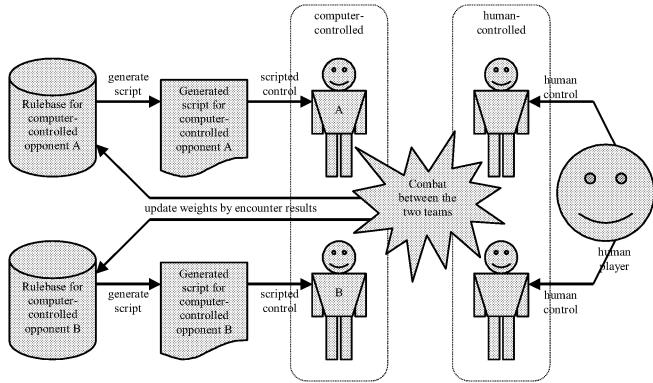 computer-
controlled
human-
controlled
generate
script
scripted
control
human
control
Rulebase for
computer-
controlled
opponent A
Generated
script for
computer-
controlled
opponent A
A
Combat
between the
two teams
update weights by encounter results
human
player
Rulebase for
computer-
controlled
opponent B
generate
script
Generated
script for
computer-
controlled
opponent B
scripted
control
B
human
control